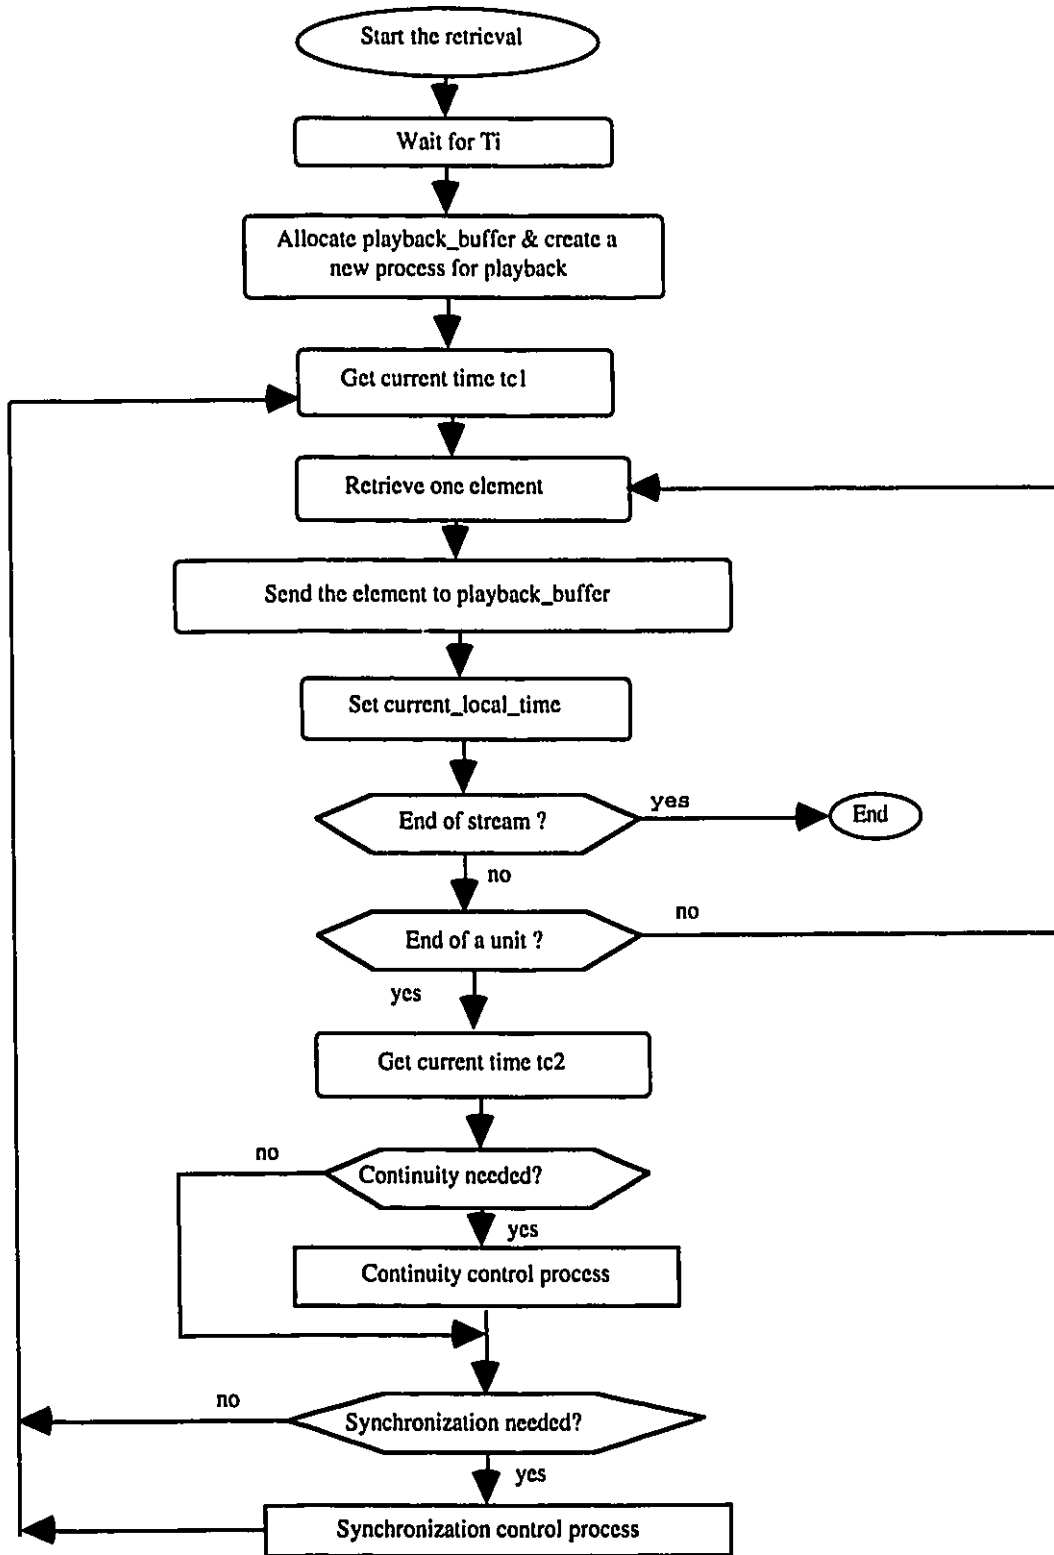 Start the retrieval
Wait for Ti
Allocate playback_buffer & create a
new process for playback
Get current time tc1
Retrieve one element
Send the element to playback_buffer
Set current_local_time
End of stream ?
yes
End
no
End of a unit ?
no
yes
Get current time tc2
no
Continuity needed?
yes
Continuity control process
no
Synchronization needed?
yes
Synchronization control process